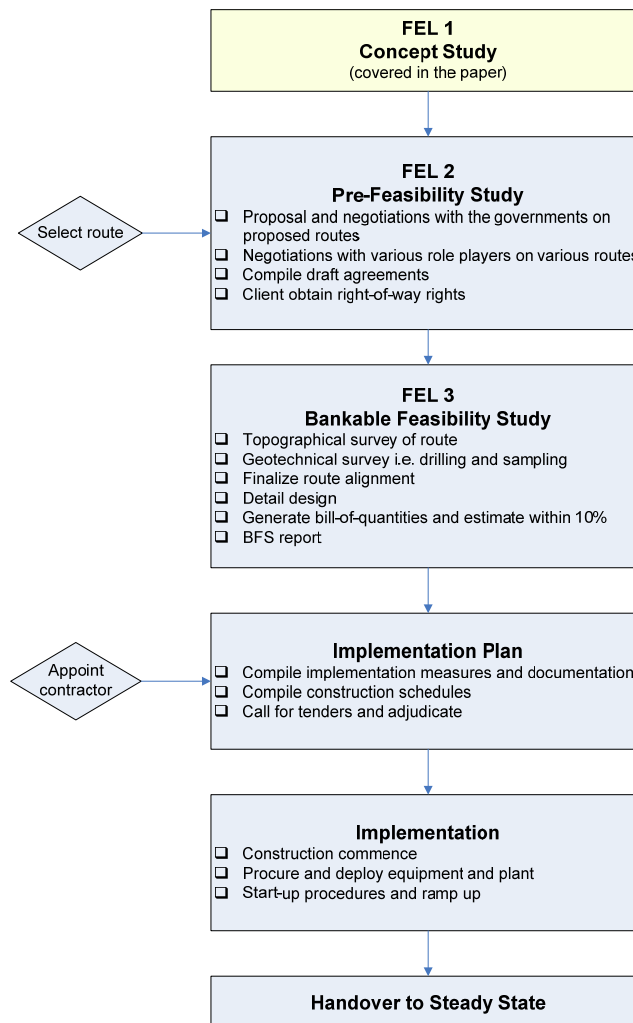 FEL 1
Concept Study
(covered in the paper)
FEL 2
Pre-Feasibility Study
Select route
❑ Proposal and negotiations with the governments on
proposed routes
❑ Negotiations with various role players on various routes
❑ Compile draft agreements
❑ Client obtain right-of-way rights
FEL 3
Bankable Feasibility Study
❑ Topographical survey of route
❑ Geotechnical survey i.e. drilling and sampling
❑ Finalize route alignment
❑ Detail design
❑ Generate bill-of-quantities and estimate within 10%
❑ BFS report
Implementation Plan
Appoint
contractor
❑ Compile implementation measures and documentation
❑ Compile construction schedules
❑ Call for tenders and adjudicate
Implementation
❑ Construction commence
❑ Procure and deploy equipment and plant
❑ Start-up procedures and ramp up
Handover to Steady State